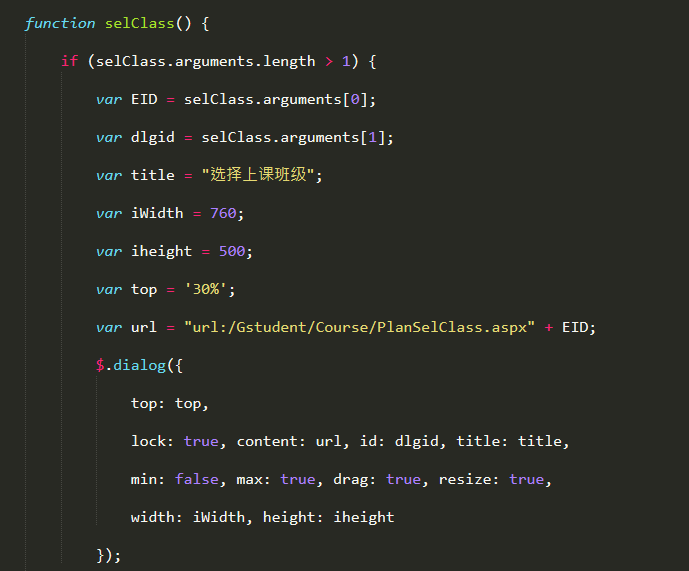 function selClass() {
if (selClass.arguments.length > 1) {
var EID = selClass.arguments[0];
var dlgid = selClass.arguments[1];
var title = "选择上课班级";
var iWidth = 760;
var iheight = 500;
var top = '30%';
var url = "url:/Gstudent/Course/PlanSelClass.aspx" + EID;
$.dialog({
top: top,
lock: true, content: url, id: dlgid, title: title,
min: false, max: true, drag: true, resize: true,
width: iWidth, height: iheight
});